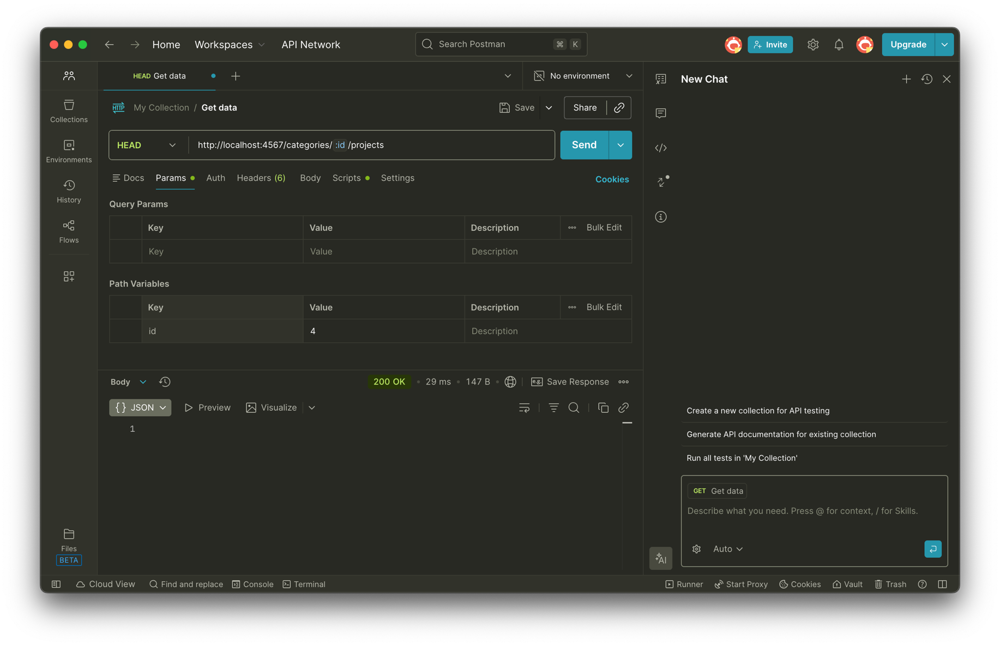 Home
Workspaces
API Network
Search Postman
⌘ K
Invite
Upgrade
HEAD Get data
No environment
New Chat
Collections
Environments
History
Flows
Files
BETA
HTTP
My Collection / Get data
Save
Share
HEAD
http://localhost:4567/categories/ :id /projects
Send
Docs
Params
Auth
Headers (6)
Body
Scripts
Settings
Cookies
Query Params
Key Value Description Bulk Edit
Key Value Description
Path Variables
Key Value Description Bulk Edit
id 4 Description
Body
200 OK • 29 ms • 147 B
e.g. Save Response
{} JSON
Preview
Visualize
1
Create a new collection for API testing
Generate API documentation for existing collection
Run all tests in 'My Collection'
GET Get data
Describe what you need. Press @ for context, / for Skills.
Auto
AI
Cloud View
Find and replace
Console
Terminal
Runner
Start Proxy
Cookies
Vault
Trash